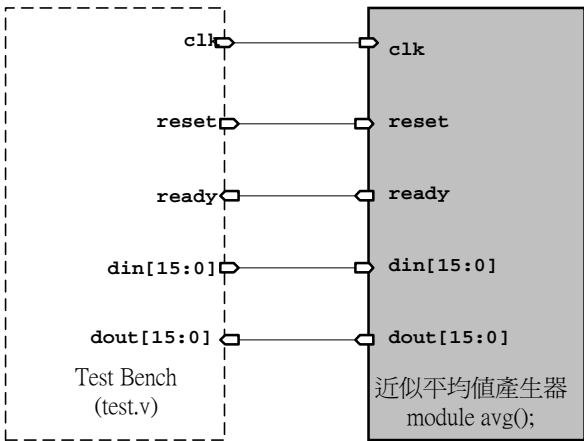 clk
clk
reset
reset
ready
ready
din[15:0]
din[15:0]
dout[15:0]
dout[15:0]
Test Bench
(test.v)
近似平均值產生器
module avg();